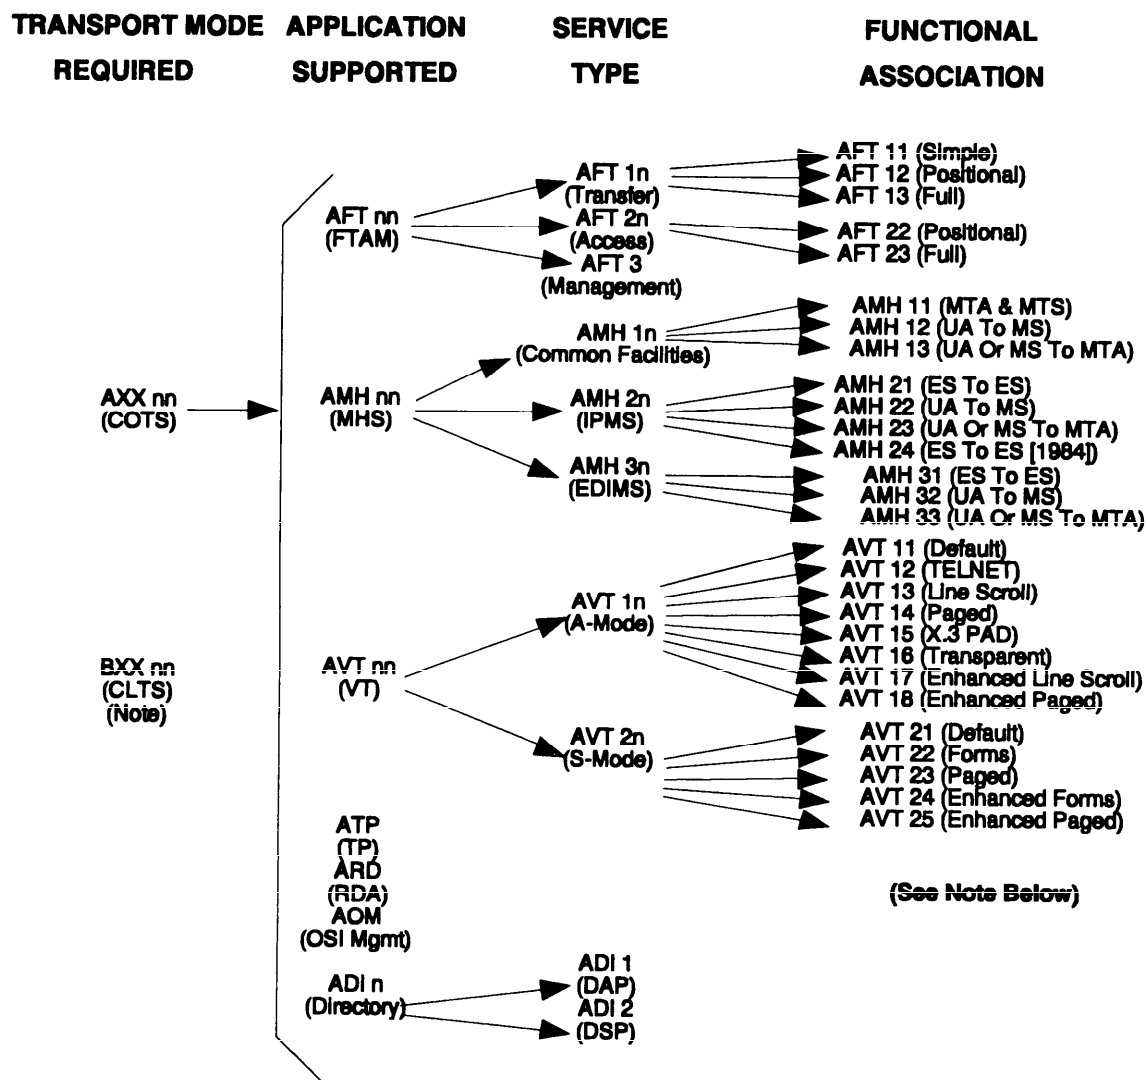 TRANSPORT MODE
REQUIRED
APPLICATION
SUPPORTED
SERVICE
TYPE
FUNCTIONAL
ASSOCIATION
AXX nn
(COTS)
BXX nn
(CLTS)
(Note)
AFT nn
(FTAM)
AFT 1n
(Transfer)
AFT 2n
(Access)
AFT 3
(Management)
AFT 11 (Simple)
AFT 12 (Positional)
AFT 13 (Full)
AFT 22 (Positional)
AFT 23 (Full)
AMH nn
(MHS)
AMH 1n
(Common Facilities)
AMH 2n
(IPMS)
AMH 3n
(EDIMS)
AMH 11 (MTA & MTS)
AMH 12 (UA To MS)
AMH 13 (UA Or MS To MTA)
AMH 21 (ES To ES)
AMH 22 (UA To MS)
AMH 23 (UA Or MS To MTA)
AMH 24 (ES To ES [1984])
AMH 31 (ES To ES)
AMH 32 (UA To MS)
AMH 33 (UA Or MS To MTA)
AVT nn
(VT)
AVT 1n
(A-Mode)
AVT 2n
(S-Mode)
AVT 11 (Default)
AVT 12 (TELNET)
AVT 13 (Line Scroll)
AVT 14 (Paged)
AVT 15 (X.3 PAD)
AVT 16 (Transparent)
AVT 17 (Enhanced Line Scroll)
AVT 18 (Enhanced Paged)
AVT 21 (Default)
AVT 22 (Forms)
AVT 23 (Paged)
AVT 24 (Enhanced Forms)
AVT 25 (Enhanced Paged)
ATP
(TP)
ARD
(RDA)
AOM
(OSI Mgmt)
(See Note Below)
ADI n
(Directory)
ADI 1
(DAP)
ADI 2
(DSP)